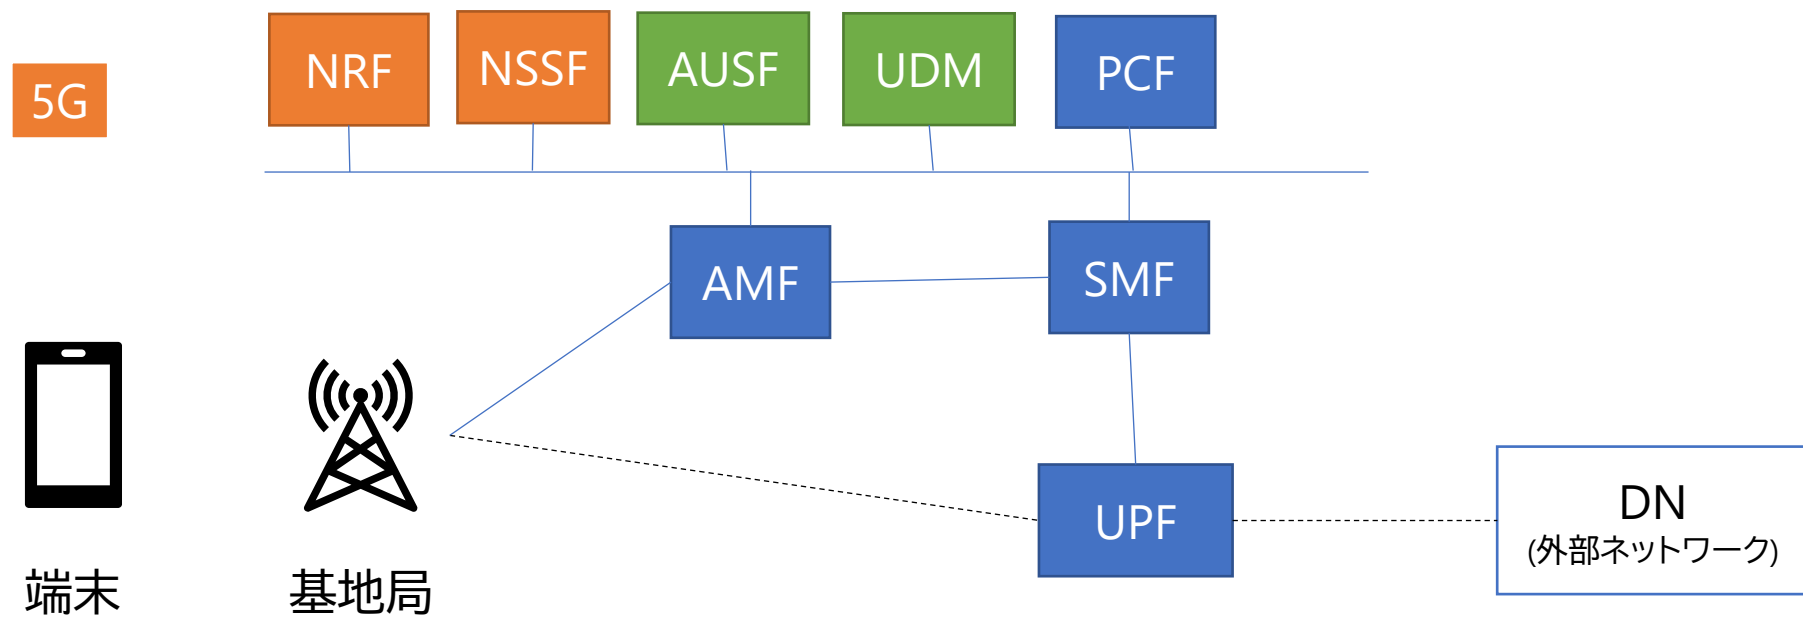 5G
NRF
NSSF
AUSF
UDM
PCF
AMF
SMF
UPF
DN
(外部ネットワーク)
端末
基地局